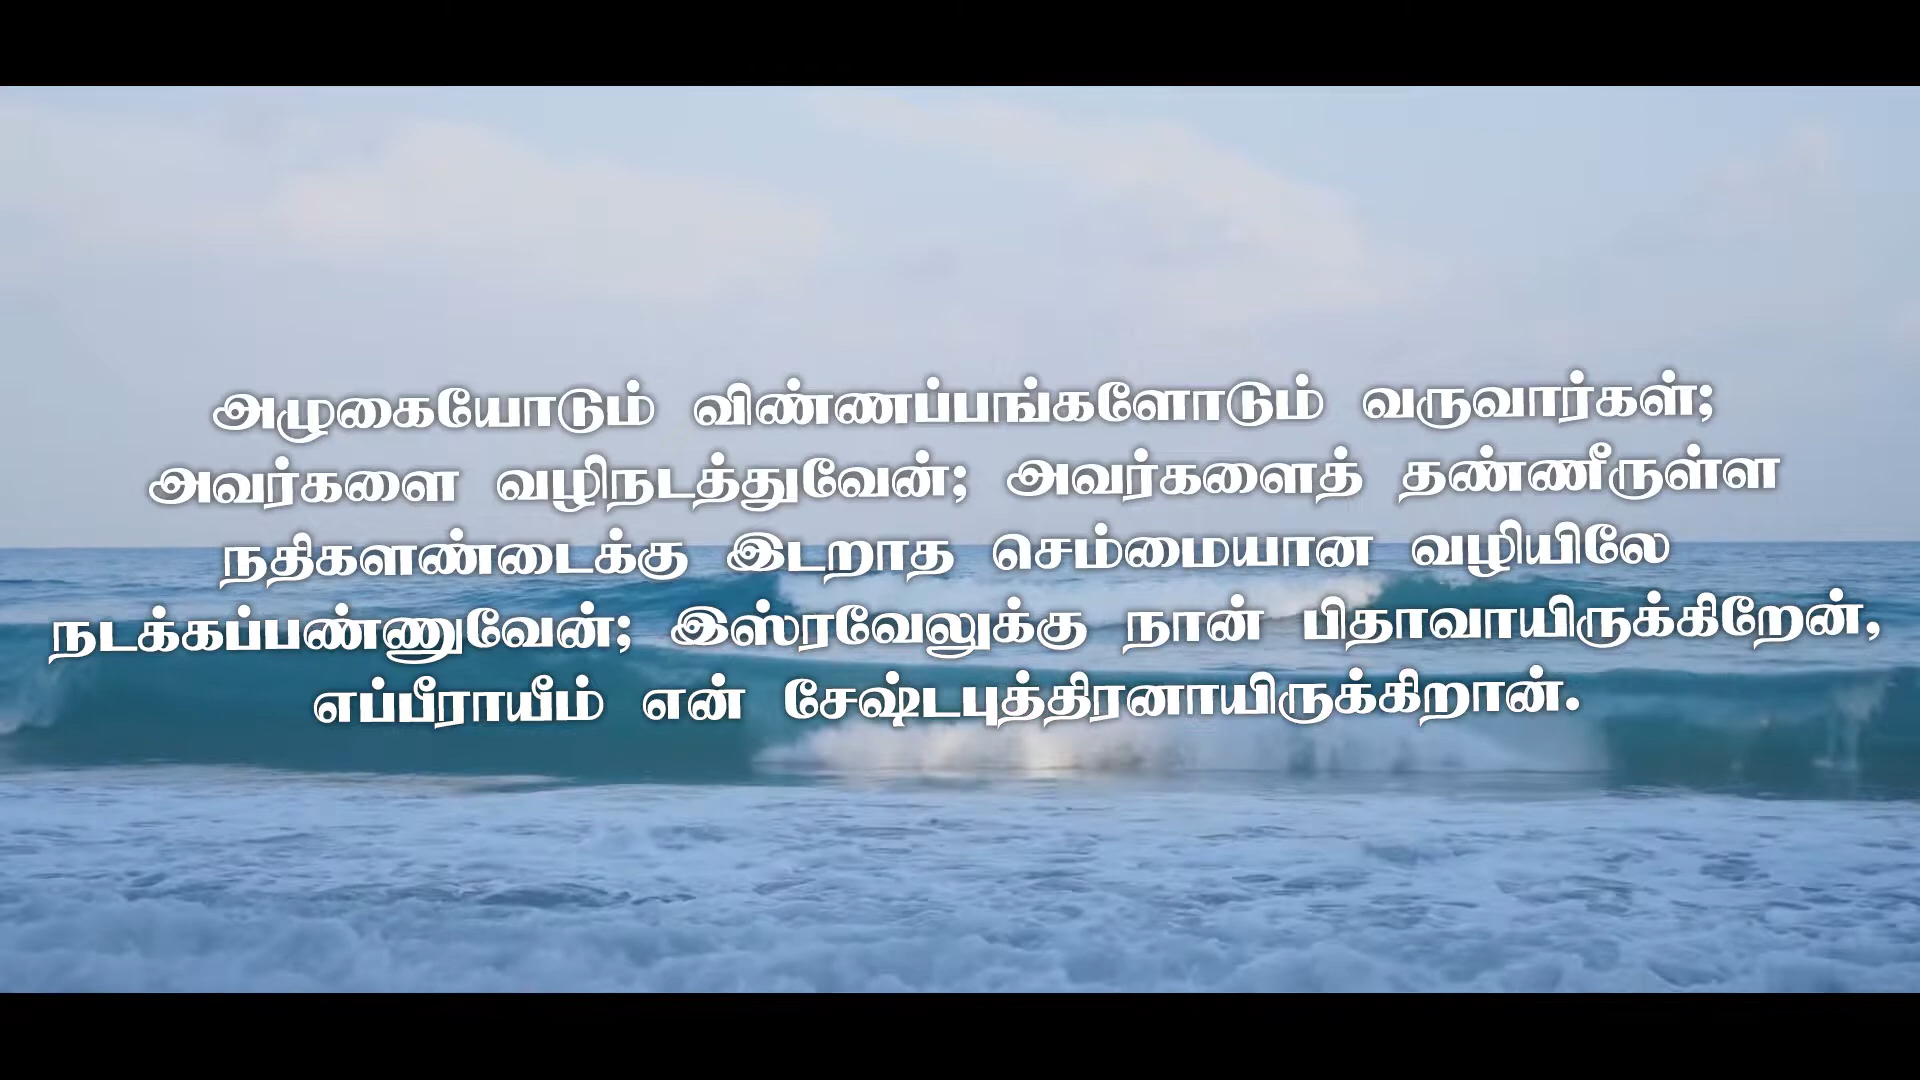 அழுகையோடும் விண்ணப்பங்களோடும் வருவார்கள்;
அவர்களை வழிநடத்துவேன்; அவர்களைத் தண்ணீருள்ள
நதிகளண்டைக்கு இடறாத செம்மையான வழியிலே
நடக்கப்பண்ணுவேன்; இஸ்ரவேலுக்கு நான் பிதாவாயிருக்கிறேன்,
எப்பீராயீம் என் சேஷ்டபுத்திரனாயிருக்கிறான்.